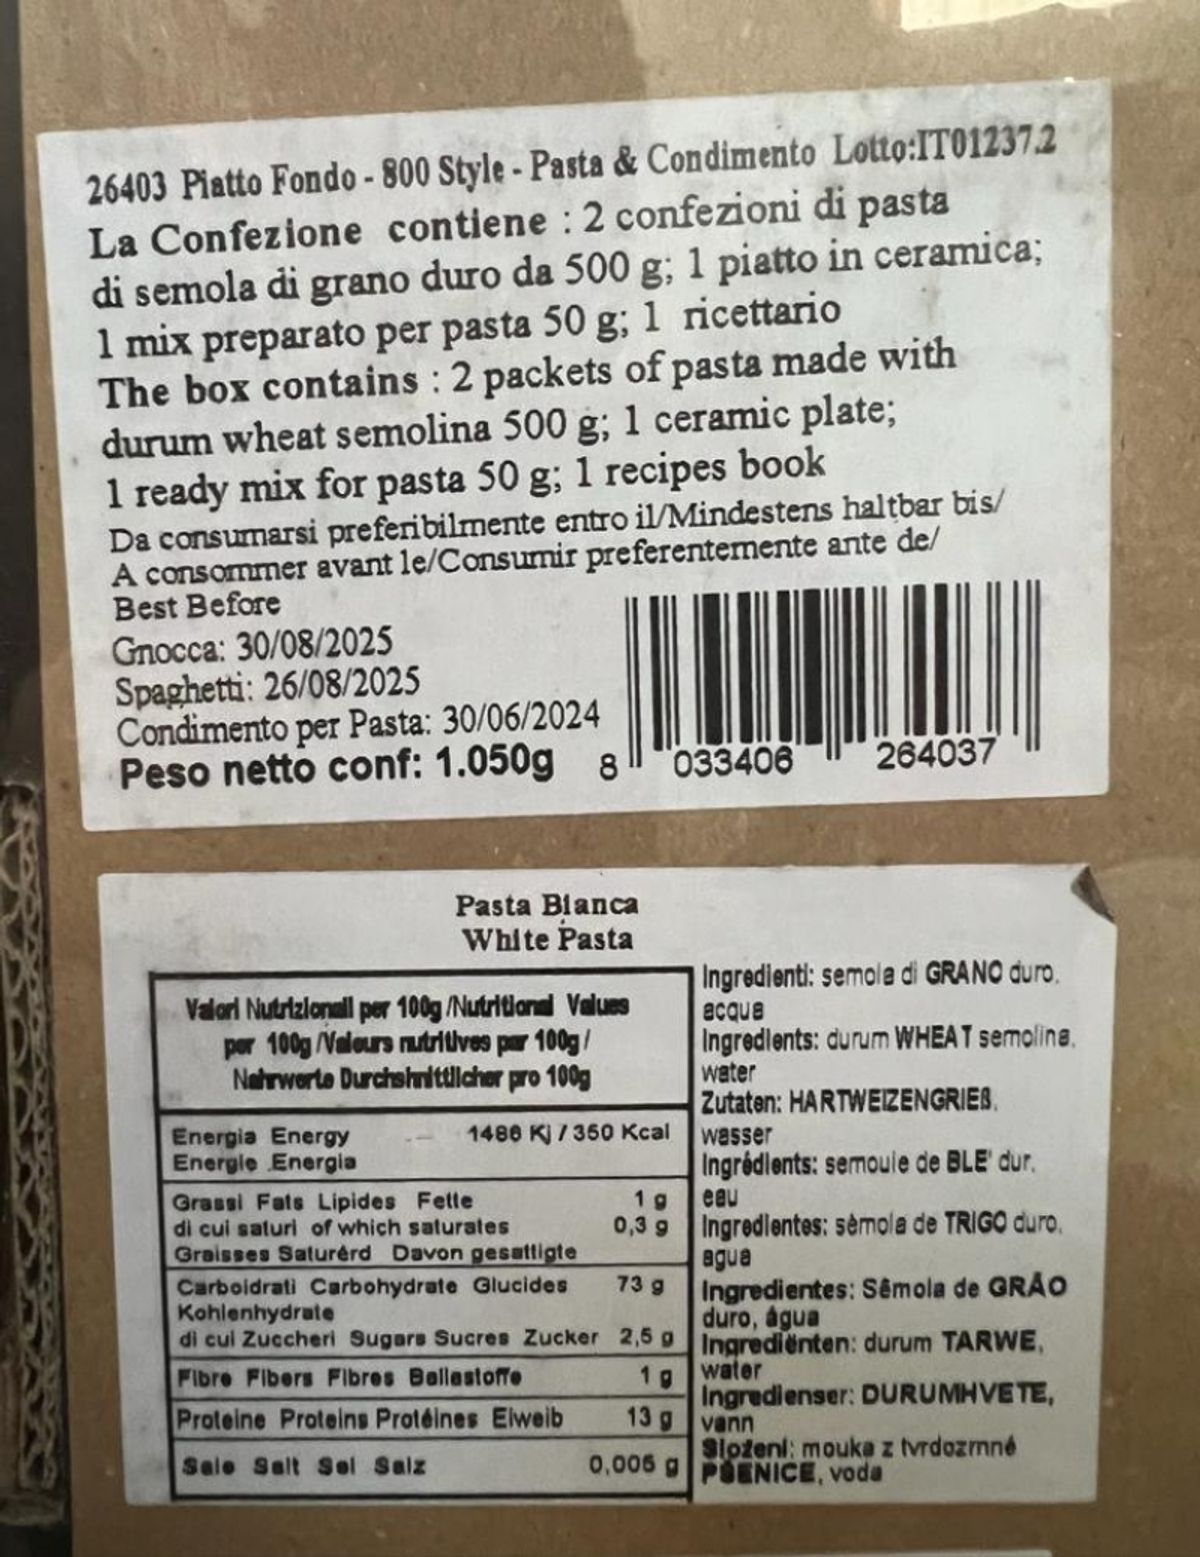 26403 Piatto Fondo - 800 Style - Pasta & Condimento Lotto:IT01237.2
La Confezione contiene : 2 confezioni di pasta
di semola di grano duro da 500 g; 1 piatto in ceramica;
1 mix preparato per pasta 50 g; 1 ricettario
The box contains : 2 packets of pasta made with
durum wheat semolina 500 g; 1 ceramic plate;
1 ready mix for pasta 50 g; 1 recipes book
Da consumarsi preferibilmente entro il/Mindestens haltbar bis/
A consommer avant le/Consumir preferentemente ante de/
Best Before
Gnocca: 30/08/2025
Spaghetti: 26/08/2025
Condimento per Pasta: 30/06/2024
Peso netto conf: 1.050g
8 033406 264037
Pasta Bianca
White Pasta
Valori Nutrizionali per 100g /Nutritional Values
per 100g /Valeurs nutritives par 100g /
Nahrwerte Durchshnittlicher pro 100g
Energia Energy 1486 Kj / 350 Kcal
Energie Energia
Grassi Fats Lipides Fette 1 g
di cui saturi of which saturates 0,3 g
Graisses Saturérd Davon gesattigte
Carboidrati Carbohydrate Glucides 73 g
Kohlenhydrate
di cui Zuccheri Sugars Sucres Zucker 2,5 g
Fibre Fibers Fibres Ballastoffe 1 g
Proteine Proteins Protéines Eiweib 13 g
Sale Salt Sel Salz 0,005 g
Ingredienti: semola di GRANO duro,
acqua
Ingredients: durum WHEAT semolina,
water
Zutaten: HARTWEIZENGRIEß,
wasser
Ingrédients: semoule de BLE' dur,
eau
Ingredientes: sèmola de TRIGO duro,
agua
Ingredientes: Sêmola de GRÃO
duro, água
Ingrediënten: durum TARWE,
water
Ingredienser: DURUMHVETE,
vann
Složení: mouka z tvrdozrnné
PŠENICE, voda